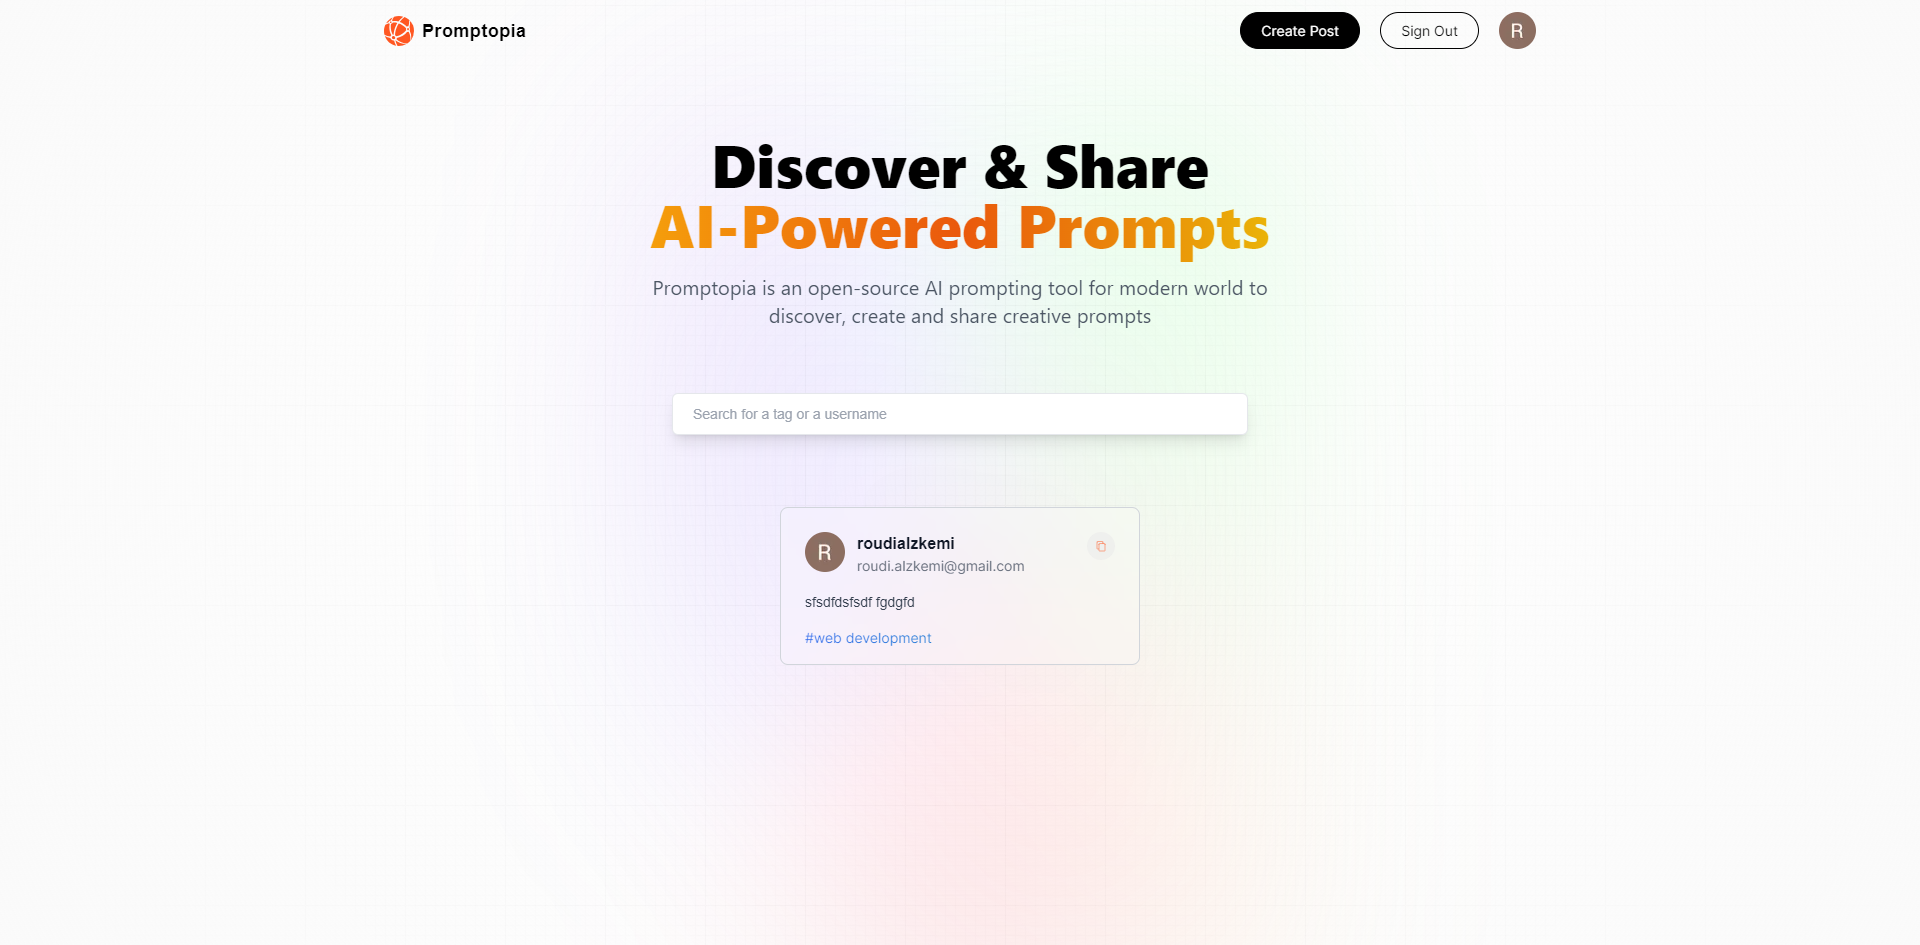 Promptopia
Create Post
Sign Out
R
Discover & Share
AI-Powered Prompts
Promptopia is an open-source AI prompting tool for modern world to
discover, create and share creative prompts
Search for a tag or a username
R
roudialzkemi
roudi.alzkemi@gmail.com
sfsdfdsfsdf fgdgfd
#web development